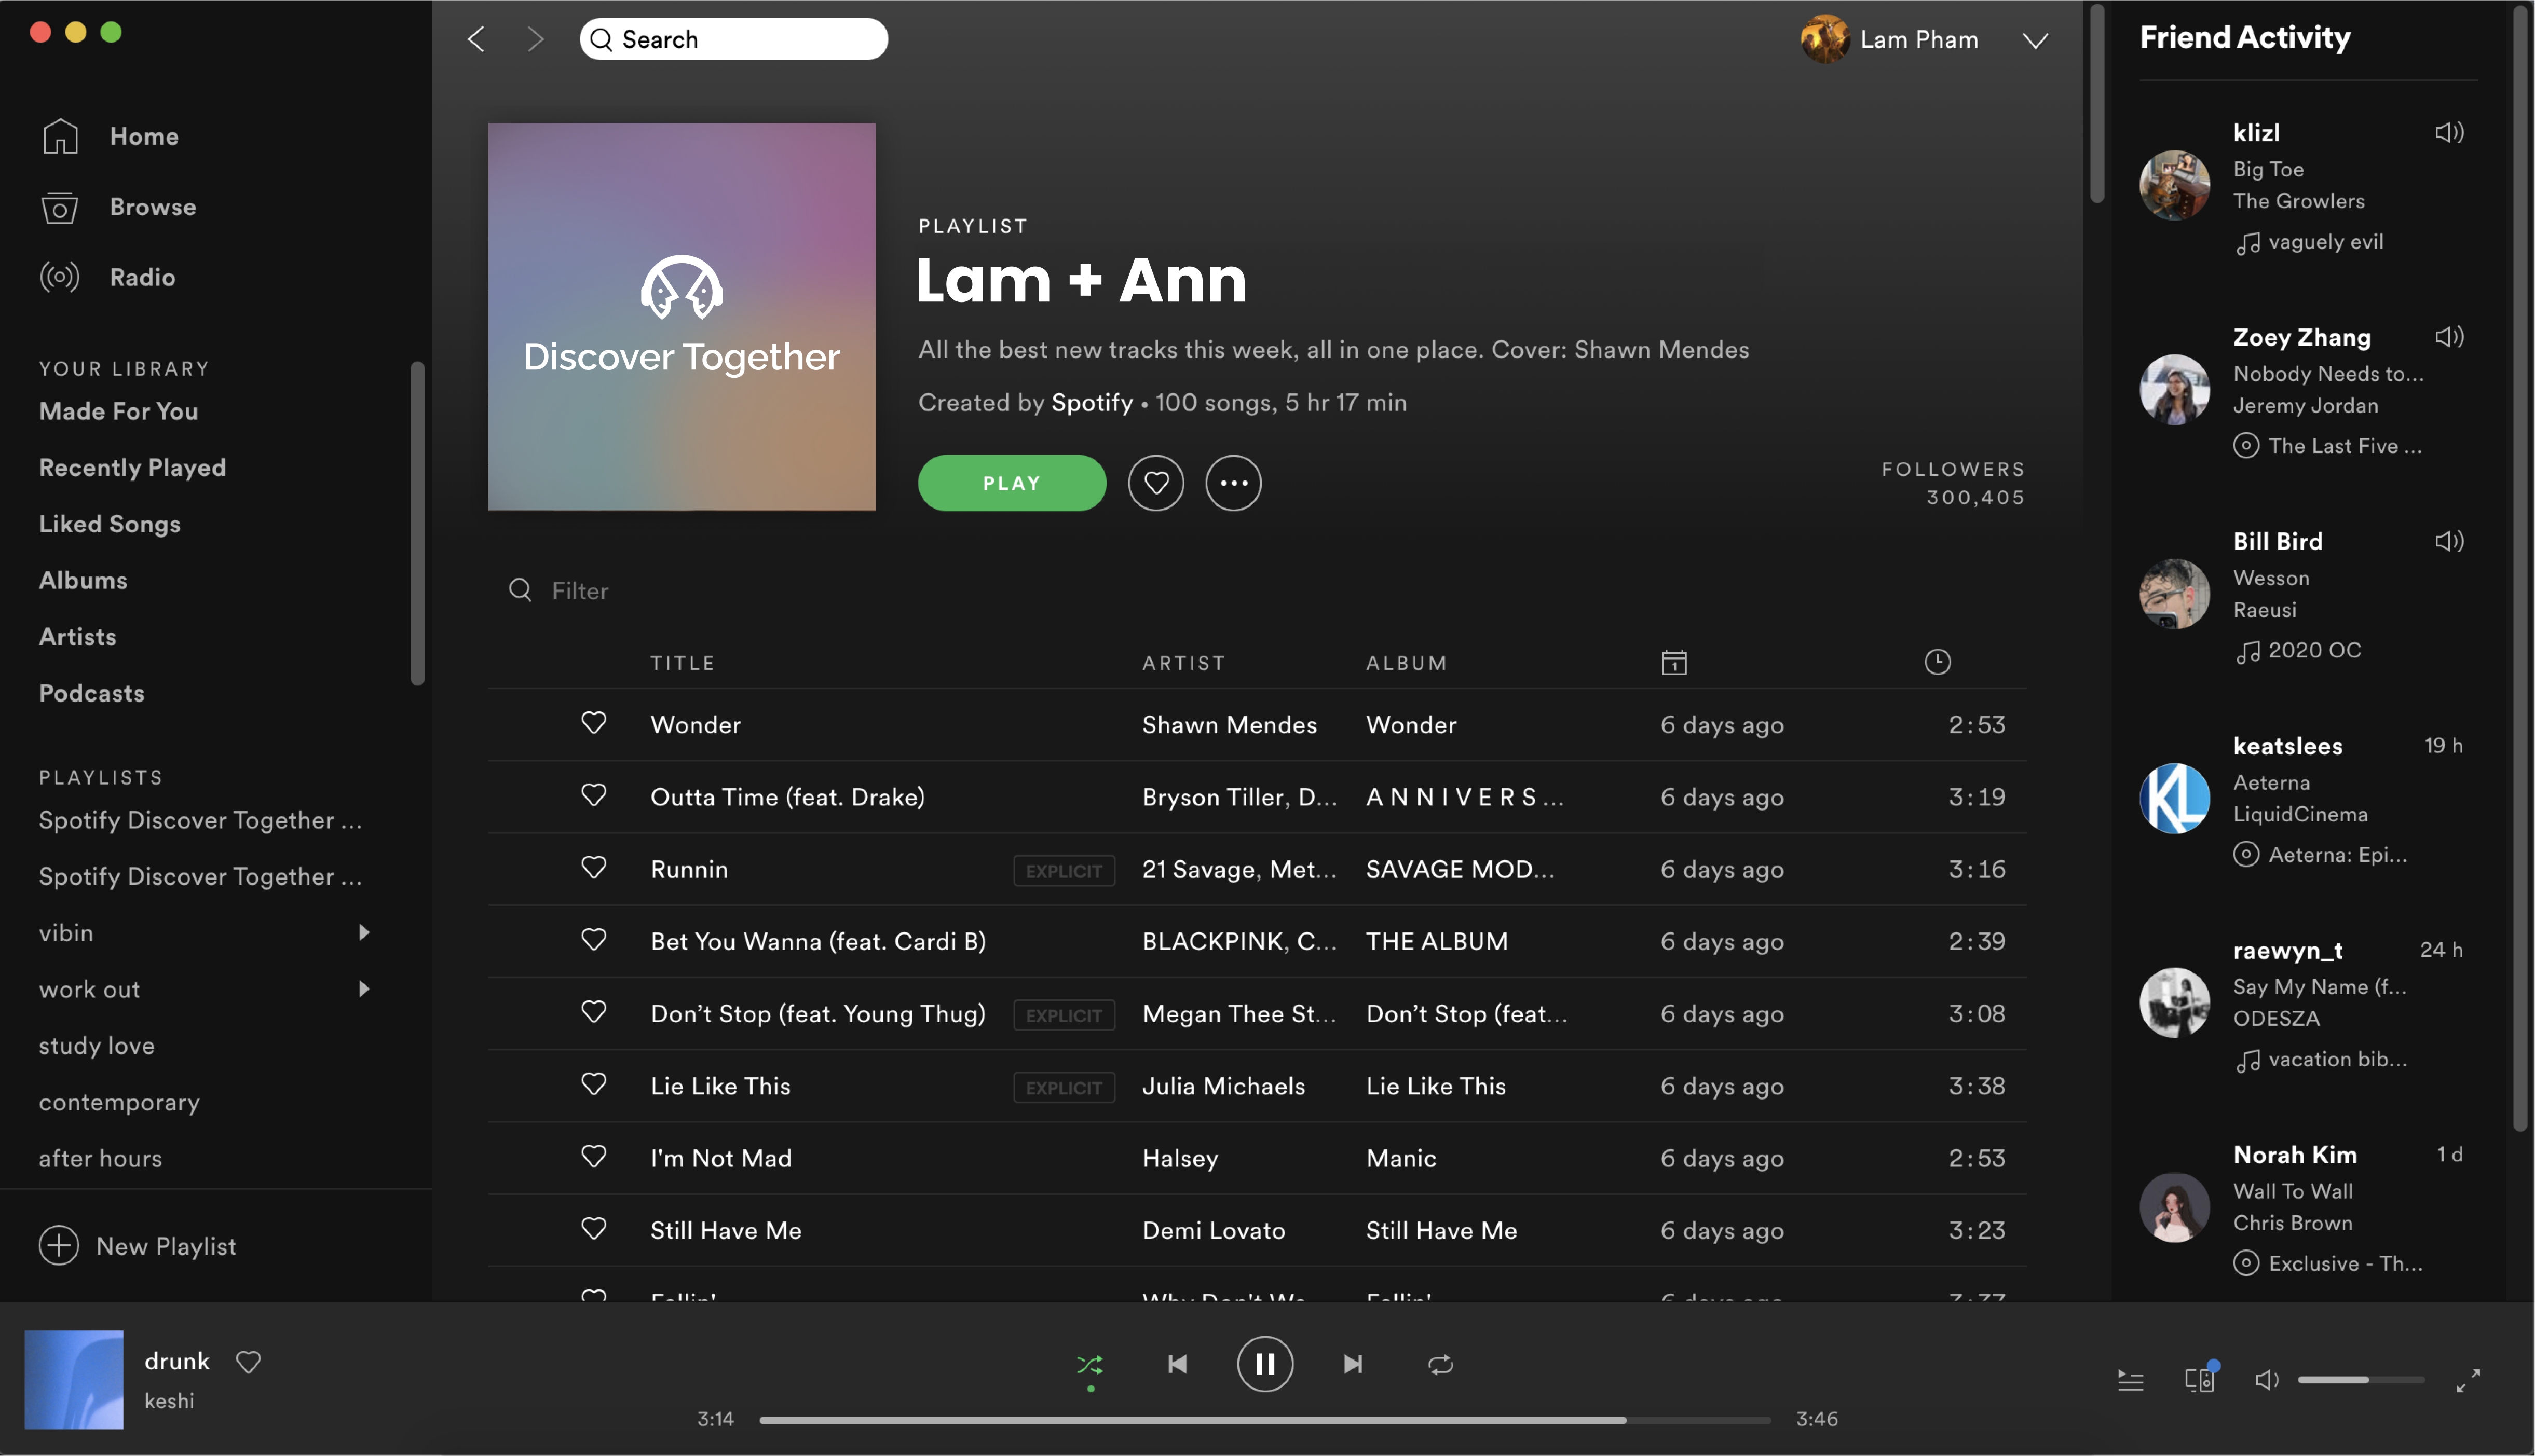 Home
Browse
Radio
YOUR LIBRARY
Made For You
Recently Played
Liked Songs
Albums
Artists
Podcasts
PLAYLISTS
Spotify Discover Together ...
Spotify Discover Together ...
vibin
work out
study love
contemporary
after hours
New Playlist
Search
Lam Pham
Discover Together
PLAYLIST
Lam + Ann
All the best new tracks this week, all in one place. Cover: Shawn Mendes
Created by Spotify • 100 songs, 5 hr 17 min
PLAY
FOLLOWERS
300,405
Filter
TITLE ARTIST ALBUM 1
Wonder Shawn Mendes Wonder 6 days ago 2:53
Outta Time (feat. Drake) Bryson Tiller, D... A N N I V E R S ... 6 days ago 3:19
Runnin EXPLICIT 21 Savage, Met... SAVAGE MOD... 6 days ago 3:16
Bet You Wanna (feat. Cardi B) BLACKPINK, C... THE ALBUM 6 days ago 2:39
Don’t Stop (feat. Young Thug) EXPLICIT Megan Thee St... Don’t Stop (feat... 6 days ago 3:08
Lie Like This EXPLICIT Julia Michaels Lie Like This 6 days ago 3:38
I'm Not Mad Halsey Manic 6 days ago 2:53
Still Have Me Demi Lovato Still Have Me 6 days ago 3:23
Fallin' Why Don't We Fallin' 6 days ago
Friend Activity
klizl
Big Toe
The Growlers
vaguely evil
Zoey Zhang
Nobody Needs to...
Jeremy Jordan
The Last Five ...
Bill Bird
Wesson
Raeusi
2020 OC
keatslees 19 h
Aeterna
LiquidCinema
KL
Aeterna: Epi...
raewyn_t 24 h
Say My Name (f...
ODESZA
vacation bib...
Norah Kim 1 d
Wall To Wall
Chris Brown
Exclusive - Th...
drunk
keshi
3:14 3:46